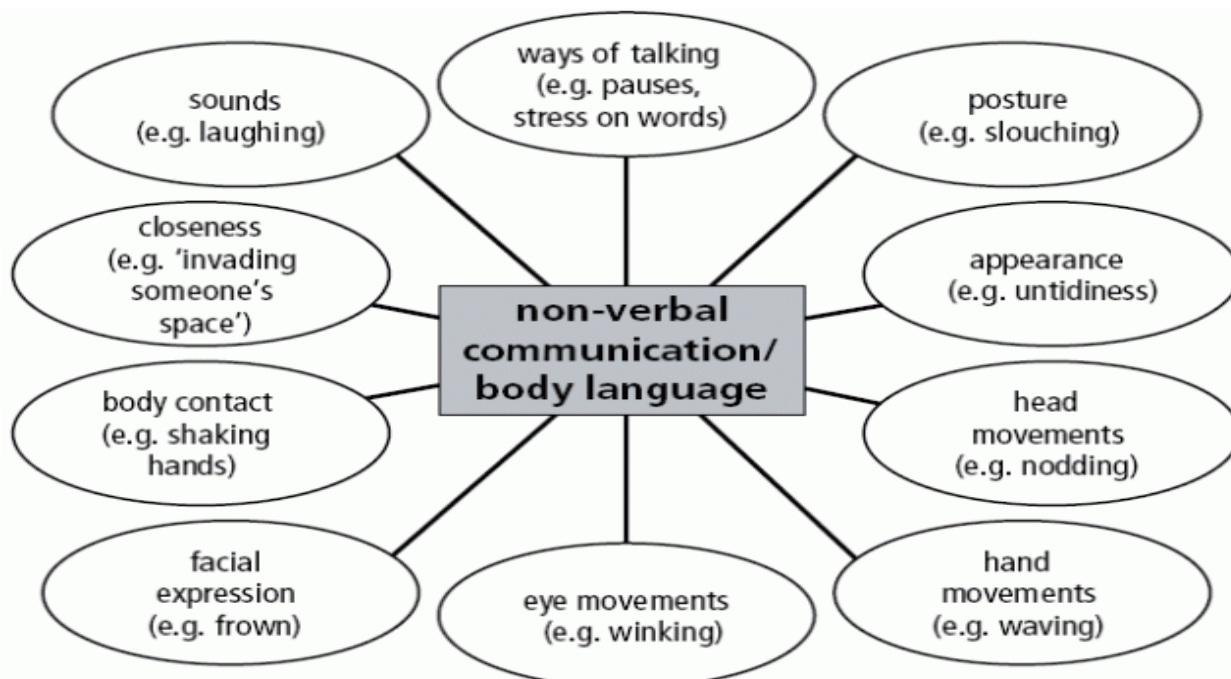 ways of talking
(e.g. pauses,
stress on words)
sounds
(e.g. laughing)
posture
(e.g. slouching)
closeness
(e.g. ‘invading
someone’s
space’)
appearance
(e.g. untidiness)
non-verbal
communication/
body language
body contact
(e.g. shaking
hands)
head
movements
(e.g. nodding)
facial
expression
(e.g. frown)
eye movements
(e.g. winking)
hand
movements
(e.g. waving)